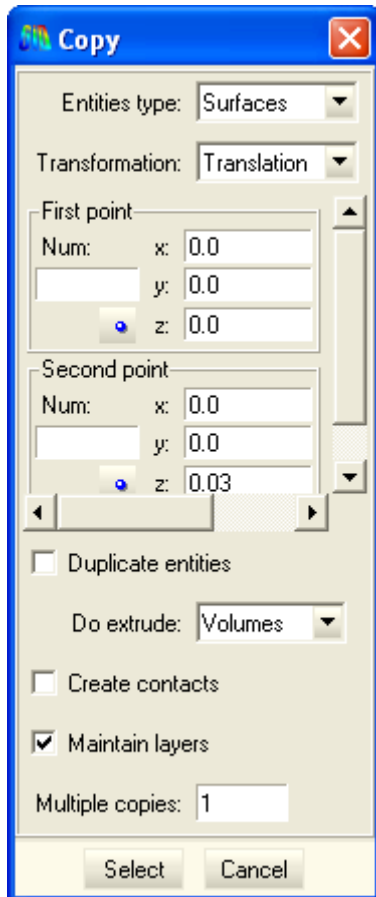 Copy
Entities type: Surfaces
Transformation: Translation
First point
Num: x: 0.0
y: 0.0
z: 0.0
Second point
Num: x: 0.0
y: 0.0
z: 0.03
Duplicate entities
Do extrude: Volumes
Create contacts
Maintain layers
Multiple copies: 1
Select Cancel